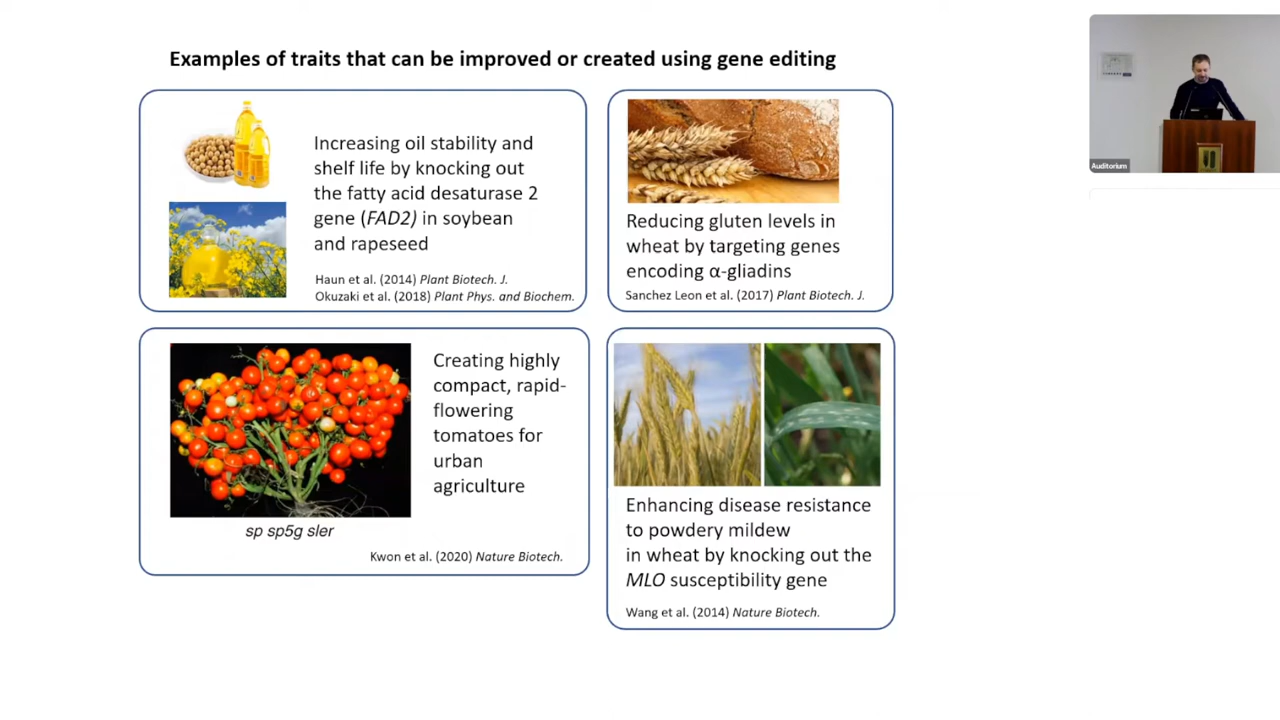 Examples of traits that can be improved or created using gene editing
Increasing oil stability and
shelf life by knocking out
the fatty acid desaturase 2
gene (FAD2) in soybean
and rapeseed
Haun et al. (2014) Plant Biotech. J.
Okuzaki et al. (2018) Plant Phys. and Biochem.
Reducing gluten levels in
wheat by targeting genes
encoding α-gliadins
Sanchez Leon et al. (2017) Plant Biotech. J.
Creating highly
compact, rapid-
flowering
tomatoes for
urban
agriculture
sp sp5g sler
Kwon et al. (2020) Nature Biotech.
Enhancing disease resistance
to powdery mildew
in wheat by knocking out the
MLO susceptibility gene
Wang et al. (2014) Nature Biotech.
Auditorium